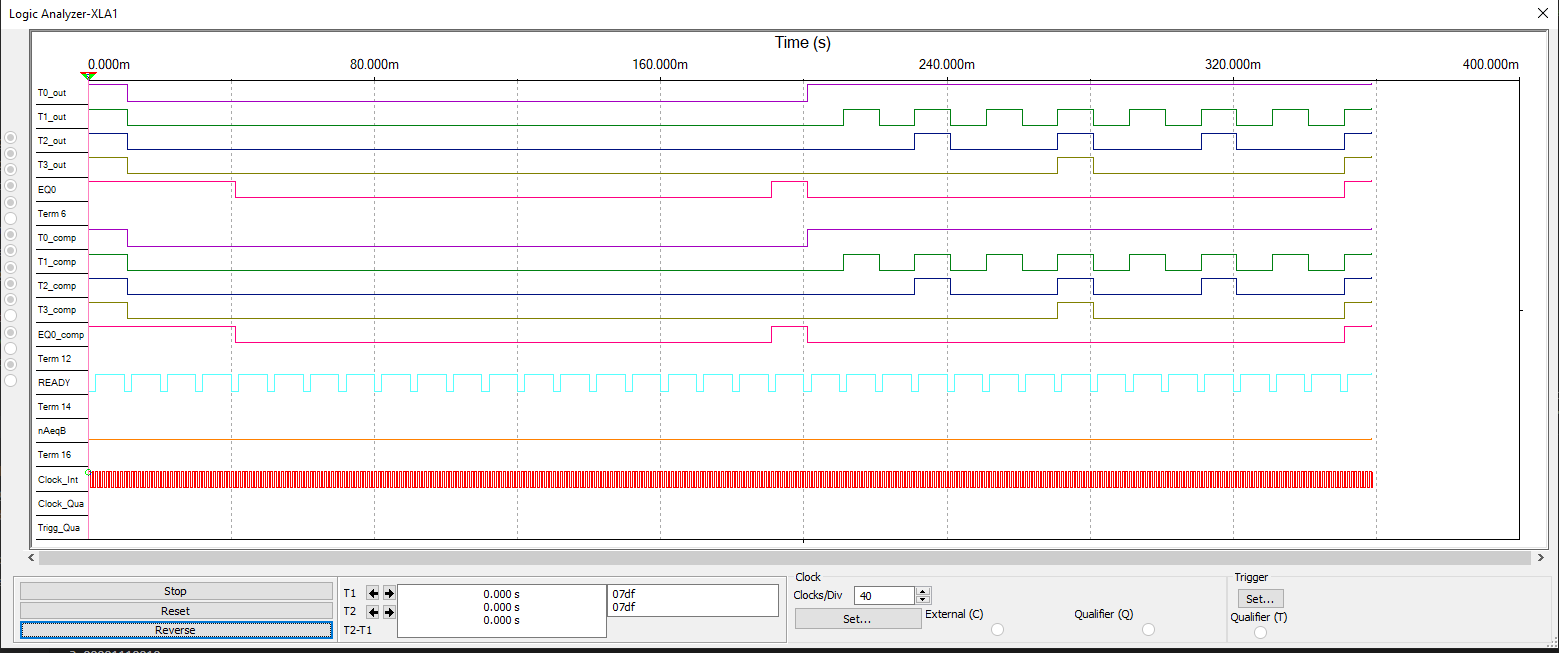 Logic Analyzer-XLA1
Time (s)
0.000m 80.000m 160.000m 240.000m 320.000m 400.000m
T0_out
T1_out
T2_out
T3_out
EQ0
Term 6
T0_comp
T1_comp
T2_comp
T3_comp
EQ0_comp
Term 12
READY
Term 14
nAeqB
Term 16
Clock_Int
Clock_Qua
Trigg_Qua
Stop
Reset
Reverse
T1
T2
T2-T1
0.000 s
0.000 s
0.000 s
07df
07df
Clock
Clocks/Div 40
Set...
External (C)
Qualifier (Q)
Trigger
Set...
Qualifier (T)